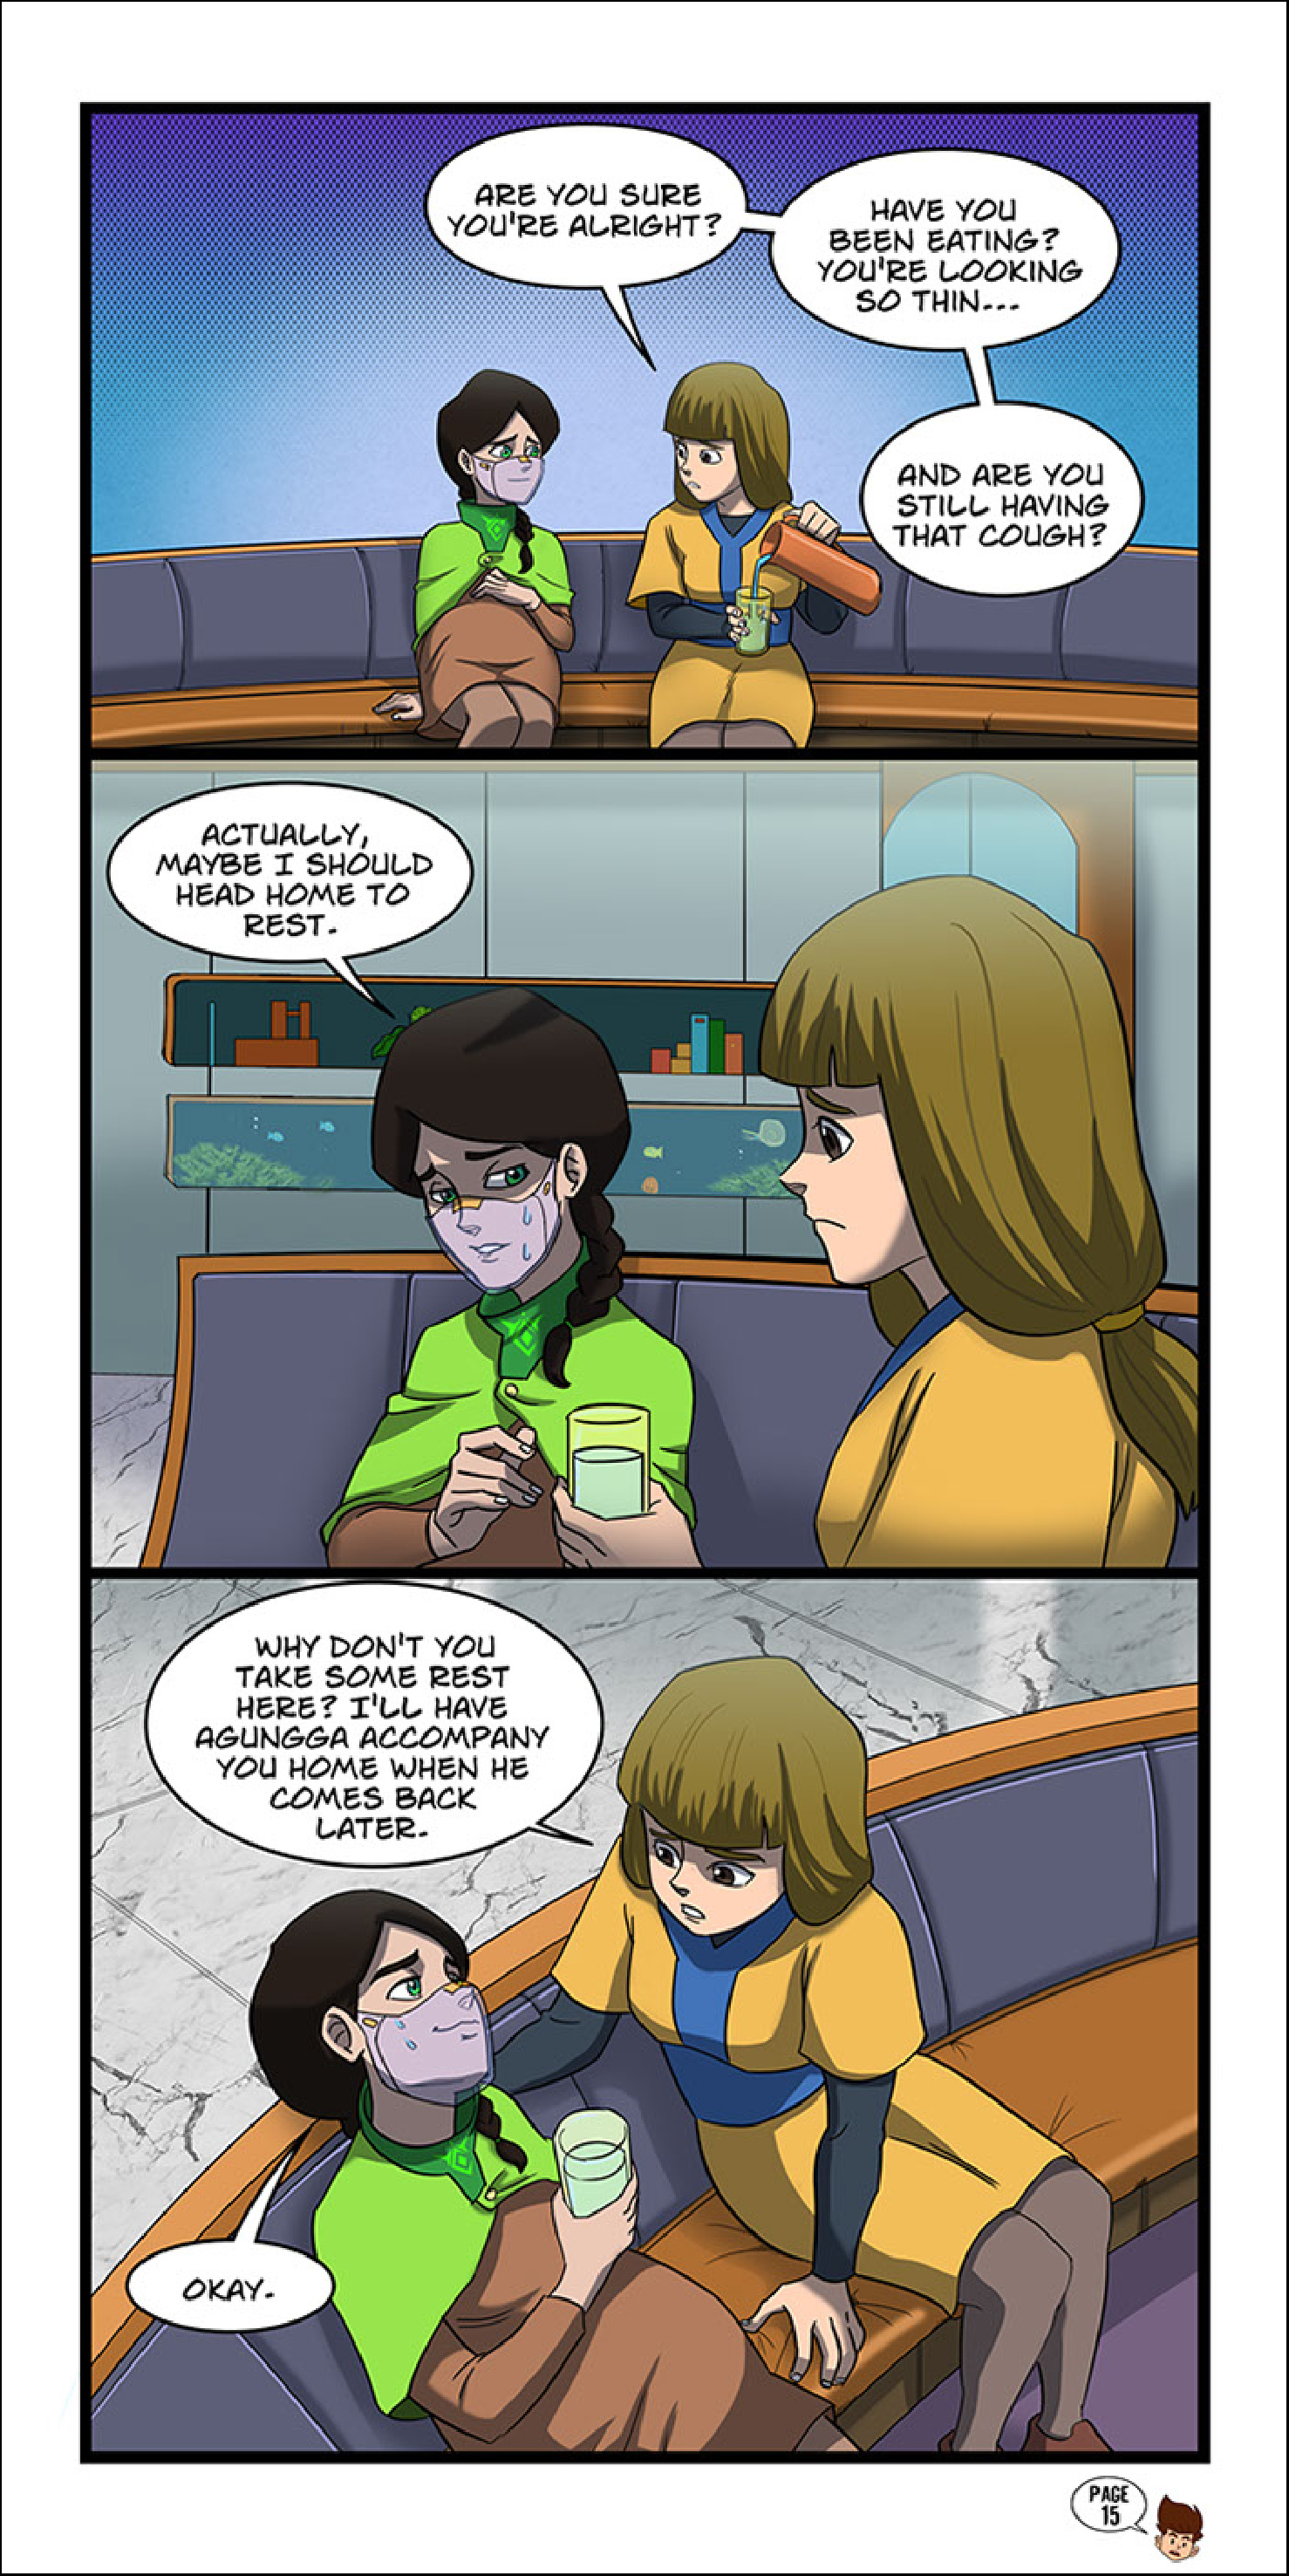 ARE YOU SURE
YOU'RE ALRIGHT?
HAVE YOU
BEEN EATING?
YOU'RE LOOKING
SO THIN...
AND ARE YOU
STILL HAVING
THAT COUGH?
ACTUALLY,
MAYBE I SHOULD
HEAD HOME TO
REST.
WHY DON'T YOU
TAKE SOME REST
HERE? I'LL HAVE
AGUNGGA ACCOMPANY
YOU HOME WHEN HE
COMES BACK
LATER.
OKAY.
PAGE
15